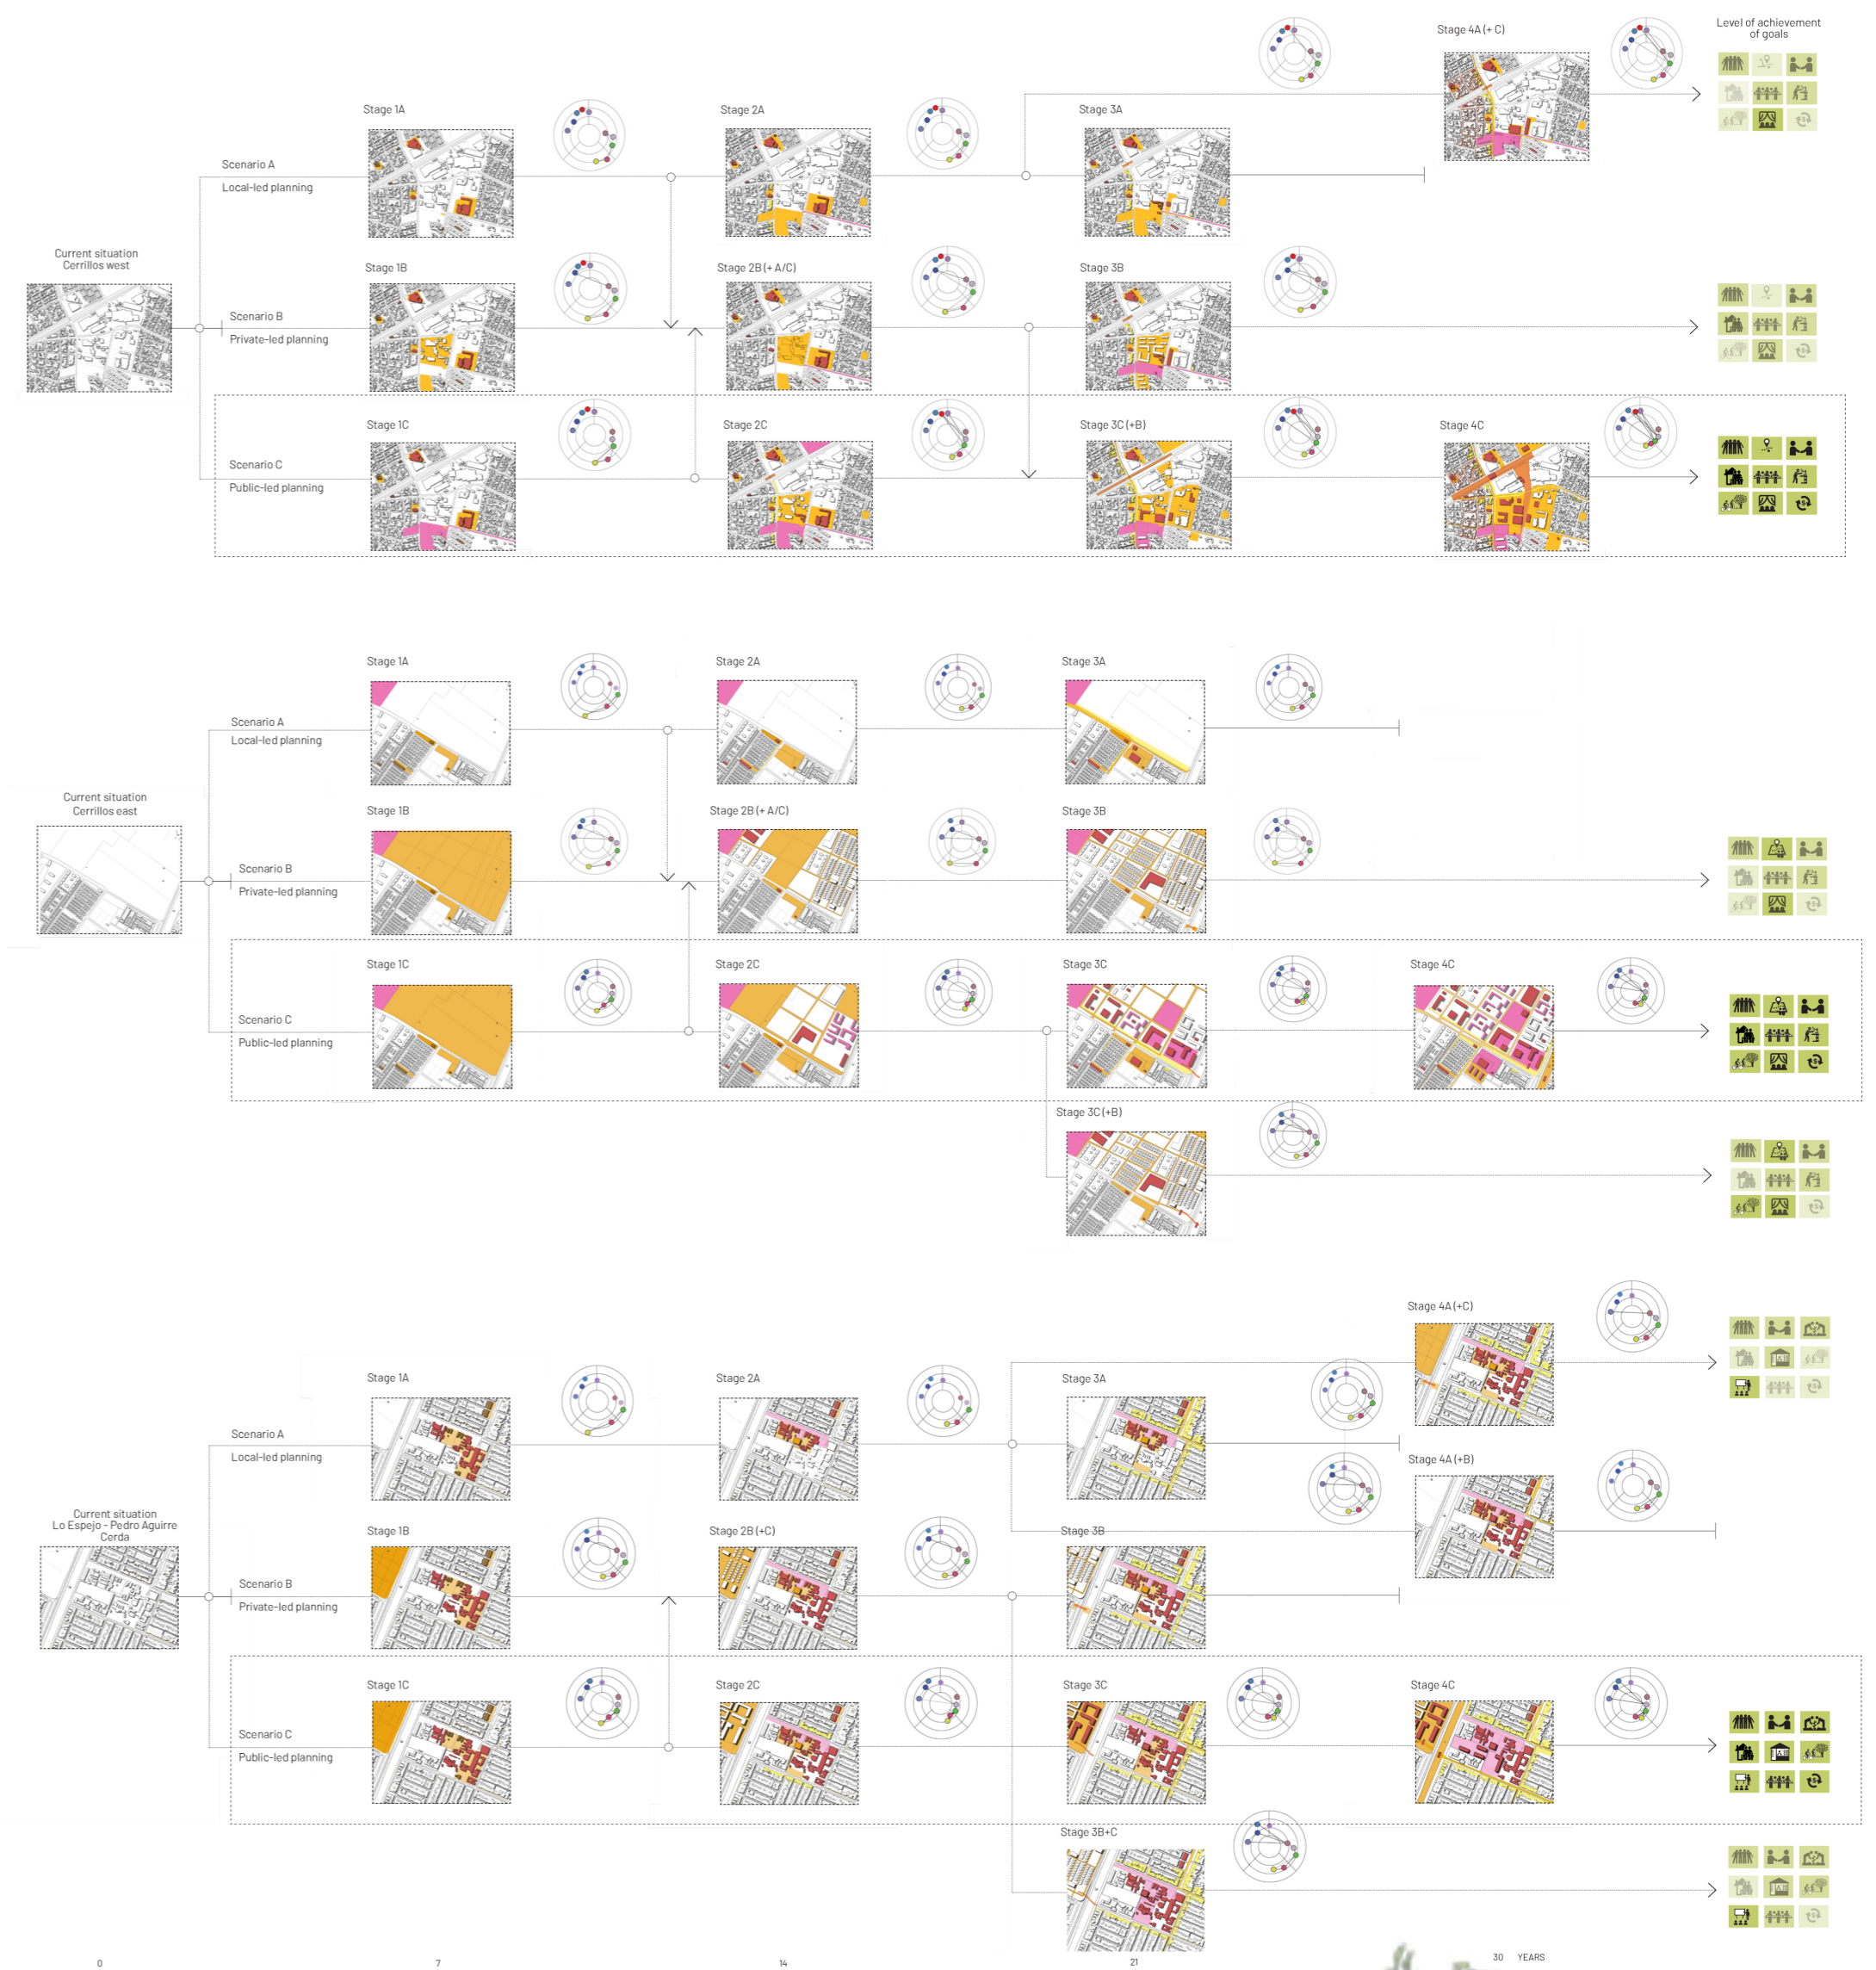 Level of achievement
of goals
Stage 4A (+ C)
Stage 1A
Stage 2A
Stage 3A
Scenario A
Local-led planning
Current situation
Cerrillos west
Stage 1B
Stage 2B (+ A/C)
Stage 3B
Scenario B
Private-led planning
Stage 1C
Stage 2C
Stage 3C (+B)
Stage 4C
Scenario C
Public-led planning
Stage 1A
Stage 2A
Stage 3A
Scenario A
Local-led planning
Current situation
Cerrillos east
Stage 1B
Stage 2B (+ A/C)
Stage 3B
Scenario B
Private-led planning
Stage 1C
Stage 2C
Stage 3C
Stage 4C
Scenario C
Public-led planning
Stage 3C (+B)
Stage 4A (+C)
Stage 1A
Stage 2A
Stage 3A
Scenario A
Local-led planning
Stage 4A (+B)
Current situation
Lo Espejo - Pedro Aguirre
Cerda
Stage 1B
Stage 2B (+C)
Stage 3B
Scenario B
Private-led planning
Stage 1C
Stage 2C
Stage 3C
Stage 4C
Scenario C
Public-led planning
Stage 3B+C
0
7
14
21
30 YEARS